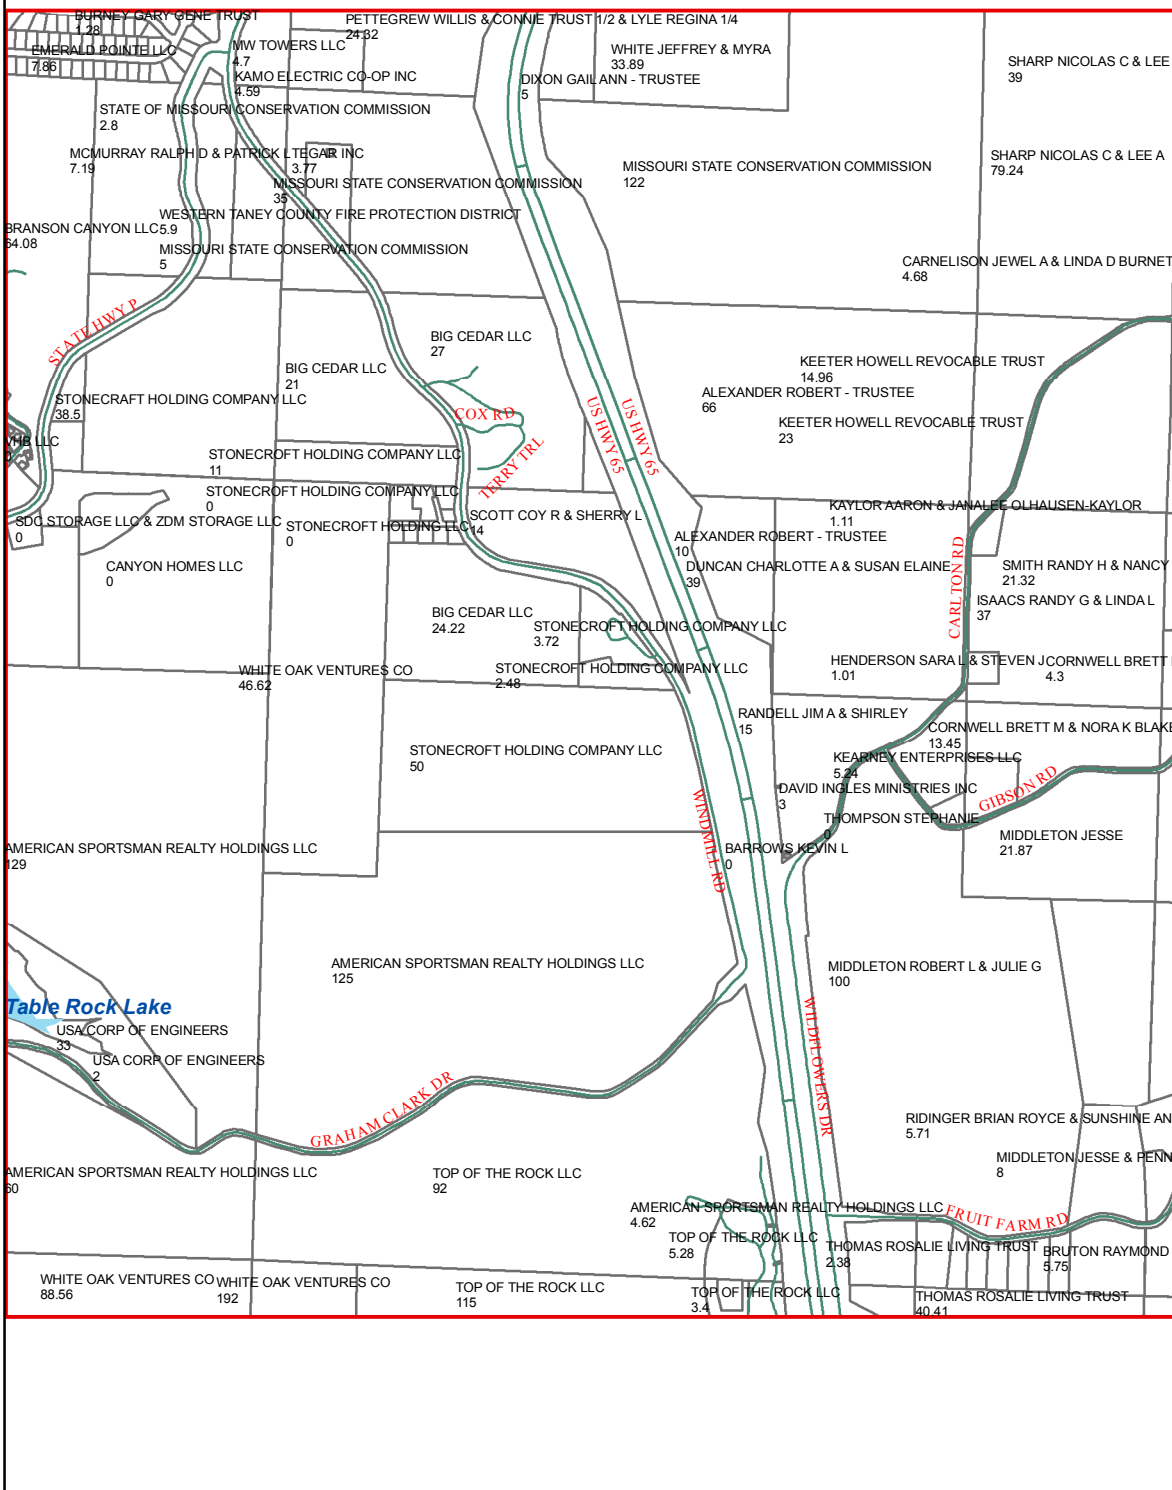 BURNEY GARY GENE TRUST
1.28
PETTEGREW WILLIS & CONNIE TRUST 1/2 & LYLE REGINA 1/4
24.32
EMERALD POINTE LLC
7.86
MW TOWERS LLC
4.7
WHITE JEFFREY & MYRA
33.89
SHARP NICOLAS C & LEE
39
KAMO ELECTRIC CO-OP INC
4.59
DIXON GAIL ANN - TRUSTEE
5
STATE OF MISSOURI CONSERVATION COMMISSION
2.8
MCMURRAY RALPH D & PATRICK L
7.19
TEGAR INC
3.77
MISSOURI STATE CONSERVATION COMMISSION
122
SHARP NICOLAS C & LEE A
79.24
MISSOURI STATE CONSERVATION COMMISSION
35
WESTERN TANEY COUNTY FIRE PROTECTION DISTRICT
5.9
BRANSON CANYON LLC
64.08
MISSOURI STATE CONSERVATION COMMISSION
5
CARNELISON JEWEL A & LINDA D BURNET
4.68
STATE HWY P
BIG CEDAR LLC
27
BIG CEDAR LLC
21
KEETER HOWELL REVOCABLE TRUST
14.96
ALEXANDER ROBERT - TRUSTEE
66
STONECRAFT HOLDING COMPANY LLC
38.5
COX RD
US HWY 65
US HWY 65
KEETER HOWELL REVOCABLE TRUST
23
VHB LLC
0
STONECROFT HOLDING COMPANY LLC
11
TERRY TRL
STONECROFT HOLDING COMPANY LLC
0
KAYLOR AARON & JANALEE OLHAUSEN-KAYLOR
1.11
SDC STORAGE LLC & ZDM STORAGE LLC
0
STONECROFT HOLDING LLC
0
SCOTT COY R & SHERRY L
14
ALEXANDER ROBERT - TRUSTEE
10
CANYON HOMES LLC
0
DUNCAN CHARLOTTE A & SUSAN ELAINE
39
CARLTON RD
SMITH RANDY H & NANCY
21.32
ISAACS RANDY G & LINDA L
37
BIG CEDAR LLC
24.22
STONECROFT HOLDING COMPANY LLC
3.72
WHITE OAK VENTURES CO
46.62
STONECROFT HOLDING COMPANY LLC
2.48
HENDERSON SARA L & STEVEN J
1.01
CORNWELL BRETT
4.3
RANDELL JIM A & SHIRLEY
15
CORNWELL BRETT M & NORA K BLAKE
13.45
STONECROFT HOLDING COMPANY LLC
50
KEARNEY ENTERPRISES LLC
5.24
GIBSON RD
DAVID INGLES MINISTRIES INC
3
WINDMILL RD
THOMPSON STEPHANIE
0
MIDDLETON JESSE
21.87
AMERICAN SPORTSMAN REALTY HOLDINGS LLC
129
BARROWS KEVIN L
0
AMERICAN SPORTSMAN REALTY HOLDINGS LLC
125
MIDDLETON ROBERT L & JULIE G
100
Table Rock Lake
USA CORP OF ENGINEERS
33
WILDFLOWERS DR
USA CORP OF ENGINEERS
2
GRAHAM CLARK DR
RIDINGER BRIAN ROYCE & SUNSHINE AN
5.71
MIDDLETON JESSE & PENN
8
AMERICAN SPORTSMAN REALTY HOLDINGS LLC
60
TOP OF THE ROCK LLC
92
AMERICAN SPORTSMAN REALTY HOLDINGS LLC
4.62
FRUIT FARM RD
TOP OF THE ROCK LLC
5.28
THOMAS ROSALIE LIVING TRUST
2.38
BRUTON RAYMOND
5.75
WHITE OAK VENTURES CO
88.56
WHITE OAK VENTURES CO
192
TOP OF THE ROCK LLC
115
TOP OF THE ROCK LLC
3.4
THOMAS ROSALIE LIVING TRUST
40.41